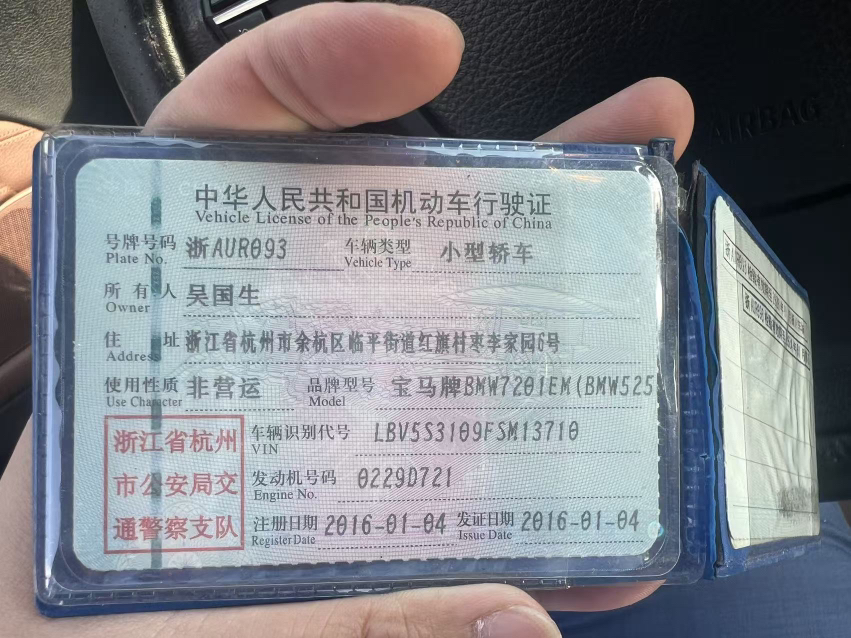 AIRBAG
中华人民共和国机动车行驶证
Vehicle License of the People's Republic of China
号牌号码 浙AUR093 车辆类型 小型轿车
Plate No. Vehicle Type
所有人 吴国生
Owner
住址 浙江省杭州市余杭区临平街道红旗村枣李家园6号
Address
使用性质 非营运 品牌型号 宝马牌BMW7201EM(BMW525
Use Character Model
浙江省杭州
市公安局交
通警察支队
车辆识别代号 LBV5S3109FSM13710
VIN
发动机号码 0229D721
Engine No.
注册日期 2016-01-04 发证日期 2016-01-04
Register Date Issue Date